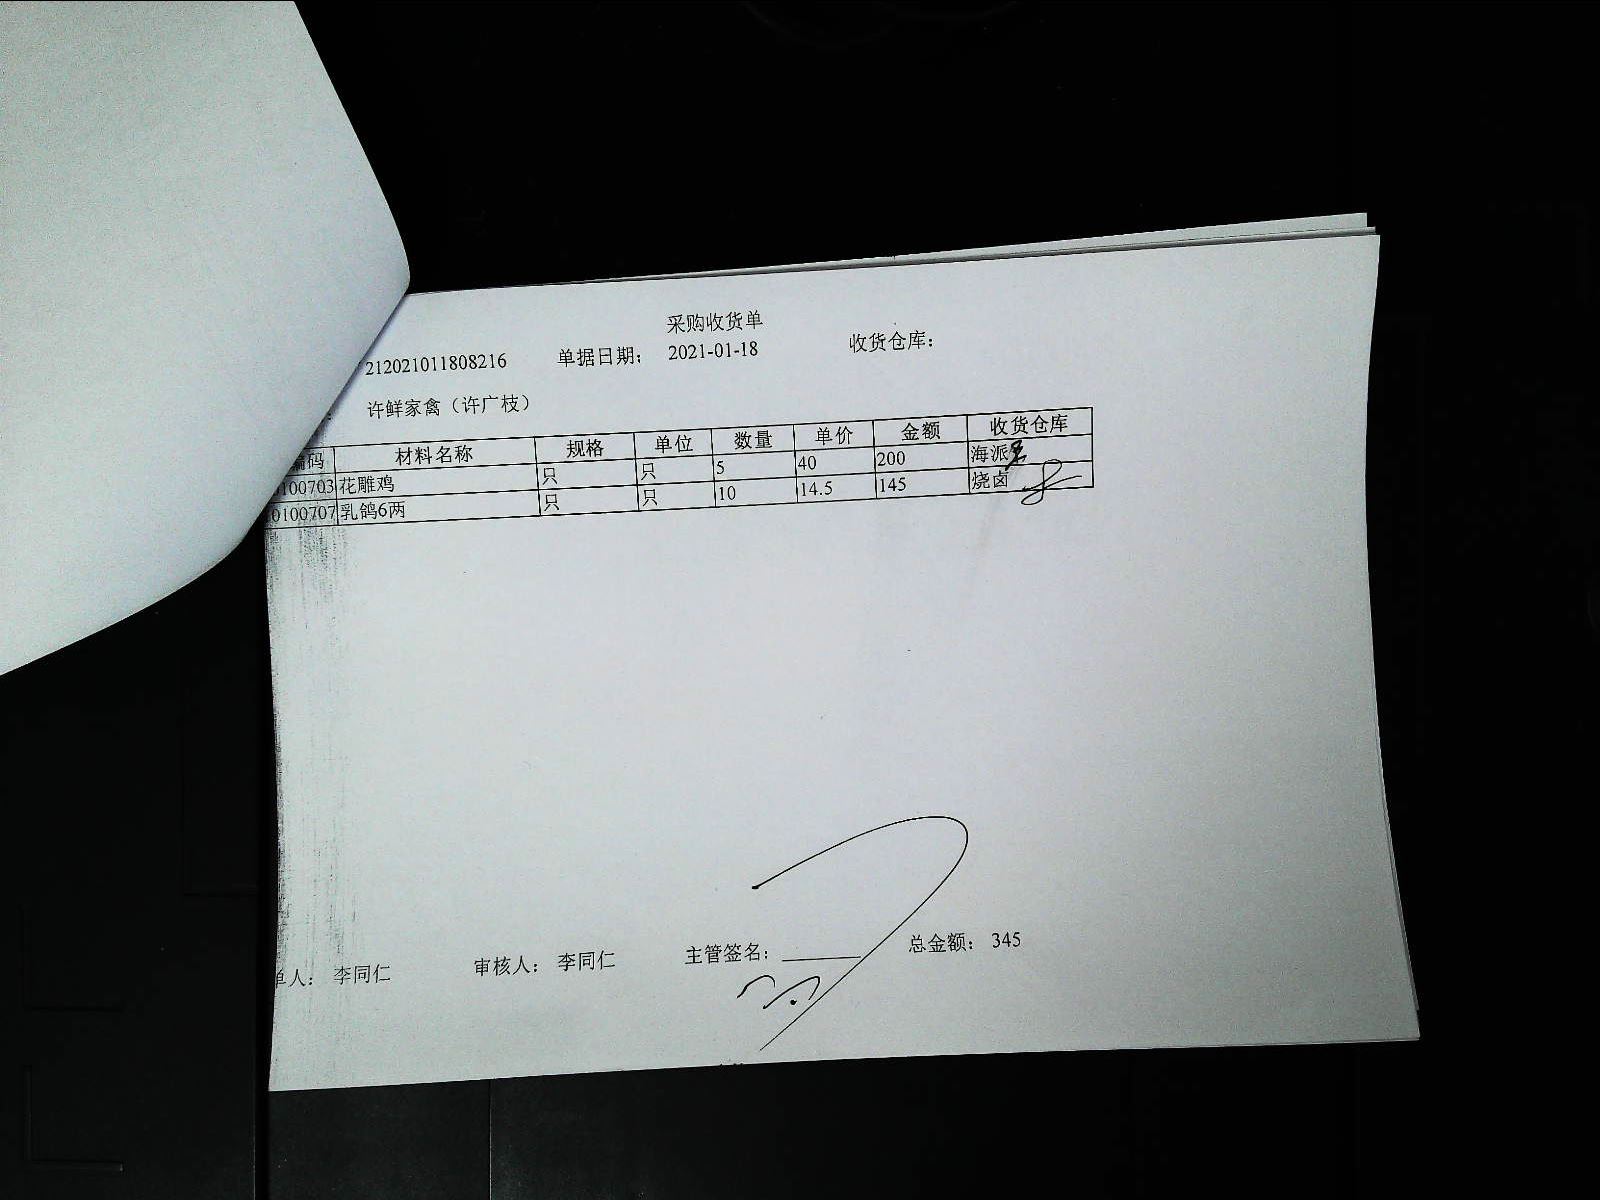 采购收货单
212021011808216 单据日期： 2021-01-18 收货仓库：
许鲜家禽（许广枝）
编码 材料名称 规格 单位 数量 单价 金额 收货仓库
0100703 花雕鸡 只 只 5 40 200 海派
0100707 乳鸽6两 只 只 10 14.5 145 烧卤
单人： 李同仁 审核人： 李同仁 主管签名： 总金额： 345